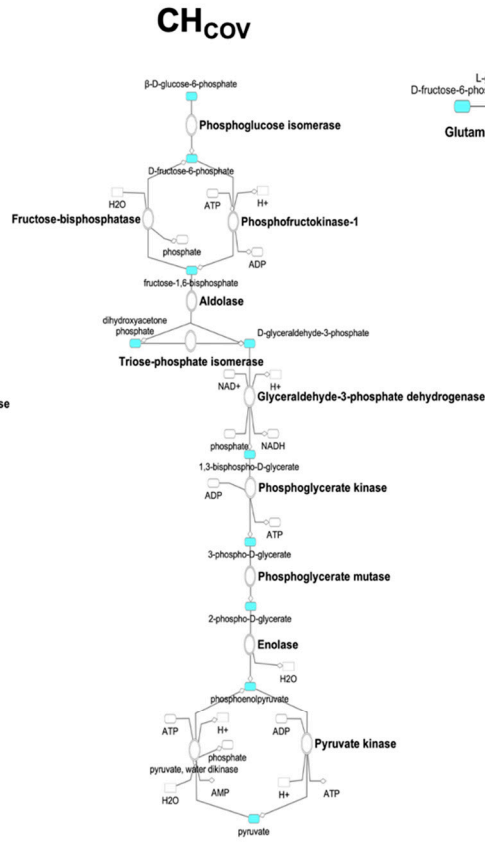 CHCOV
β-D-glucose-6-phosphate
Phosphoglucose isomerase
D-fructose-6-phosphate
H2O
ATP
H+
Fructose-bisphosphatase
Phosphofructokinase-1
phosphate
ADP
fructose-1,6-bisphosphate
Aldolase
dihydroxyacetone
phosphate
D-glyceraldehyde-3-phosphate
Triose-phosphate isomerase
NAD+
H+
Glyceraldehyde-3-phosphate dehydrogenase
phosphate
NADH
1,3-bisphospho-D-glycerate
ADP
Phosphoglycerate kinase
ATP
3-phospho-D-glycerate
Phosphoglycerate mutase
2-phospho-D-glycerate
Enolase
H2O
phosphoenolpyruvate
ATP
H+
ADP
Pyruvate kinase
phosphate
pyruvate, water dikinase
H2O
AMP
H+
ATP
pyruvate
L-
D-fructose-6-phos
Glutam
se